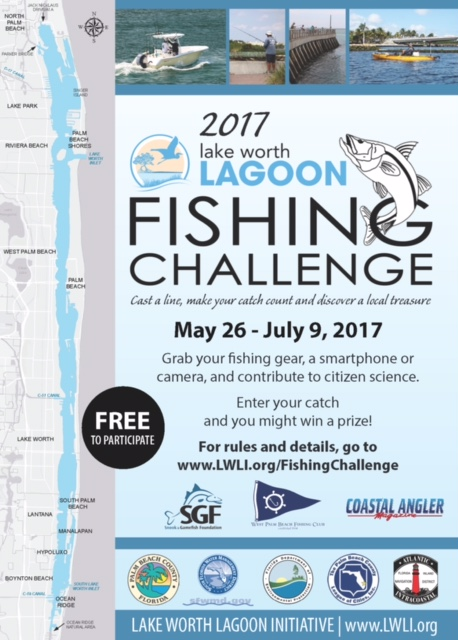 JACK NICKLAUS
NORTH
PALM
BEACH
PARKER BRIDGE
LAKE PARK
SINGER
ISLAND
PALM
BEACH
SHORES
RIVIERA BEACH
LAKE
WORTH
INLET
WEST PALM BEACH
PALM
BEACH
C-51 CANAL
LAKE WORTH
SOUTH PALM
BEACH
LANTANA
MANALAPAN
HYPOLUXO
BOYNTON BEACH
SOUTH LAKE
WORTH INLET
C-16 CANAL
OCEAN
RIDGE
OCEAN RIDGE
NATURAL AREA
2017
lake worth
LAGOON
FISHING
CHALLENGE
Cast a line, make your catch count and discover a local treasure
May 26 - July 9, 2017
Grab your fishing gear, a smartphone or
camera, and contribute to citizen science.
Enter your catch
and you might win a prize!
FREE
TO PARTICIPATE
For rules and details, go to
www.LWLI.org/FishingChallenge
SGF
Snook & Gamefish Foundation
WEST PALM BEACH FISHING CLUB
COASTAL ANGLER
Magazine
PALM BEACH COUNTY
FLORIDA
sfwmd.gov
ATLANTIC
INTRACOASTAL
LAKE WORTH LAGOON INITIATIVE | www.LWLI.org